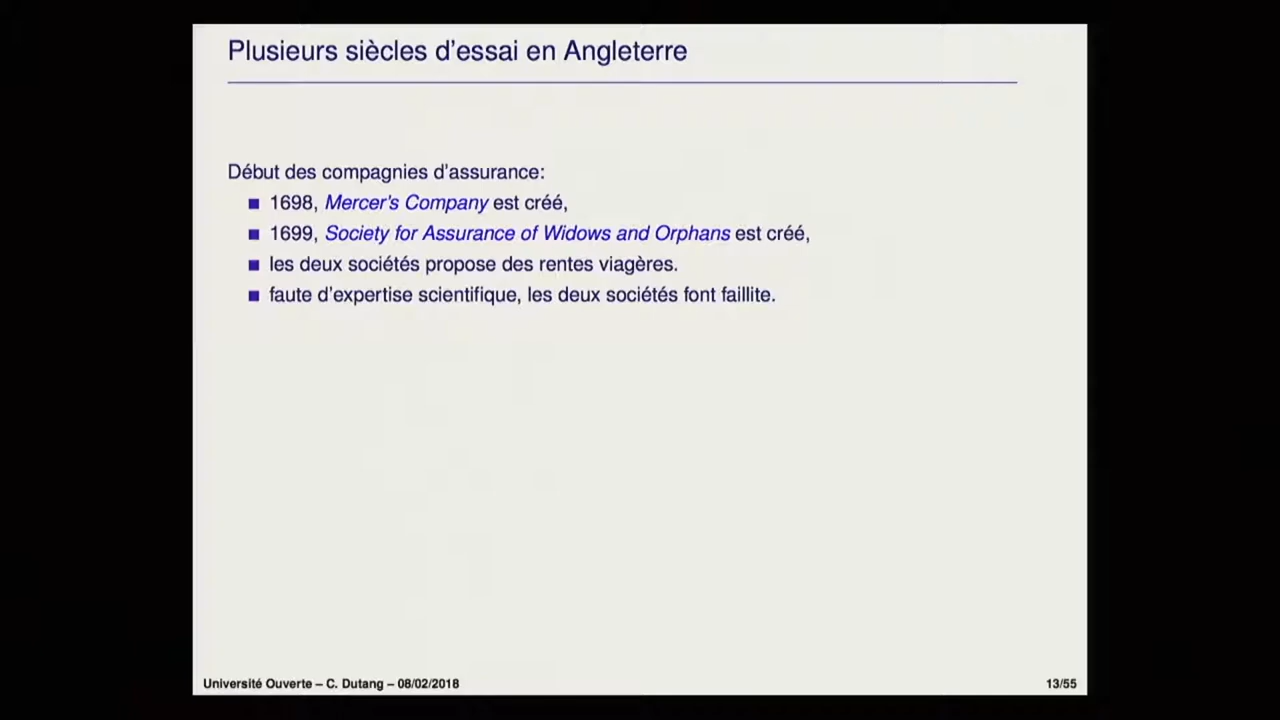 Plusieurs siècles d'essai en Angleterre
Début des compagnies d'assurance:
1698, Mercer's Company est créé,
1699, Society for Assurance of Widows and Orphans est créé,
les deux sociétés propose des rentes viagères.
faute d'expertise scientifique, les deux sociétés font faillite.
Université Ouverte – C. Dutang – 08/02/2018
13/55